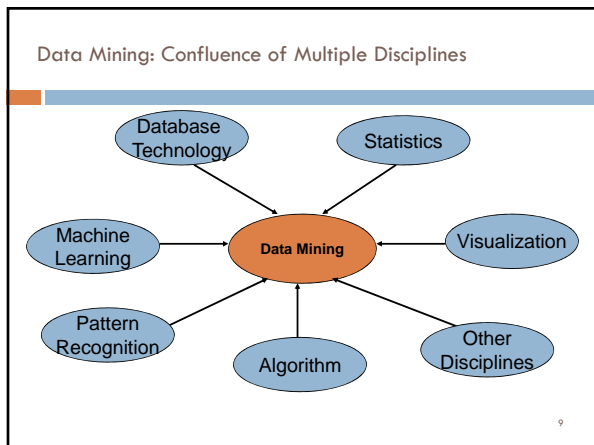 Data Mining: Confluence of Multiple Disciplines
Database
Technology
Statistics
Machine
Learning
Data Mining
Visualization
Pattern
Recognition
Algorithm
Other
Disciplines
9